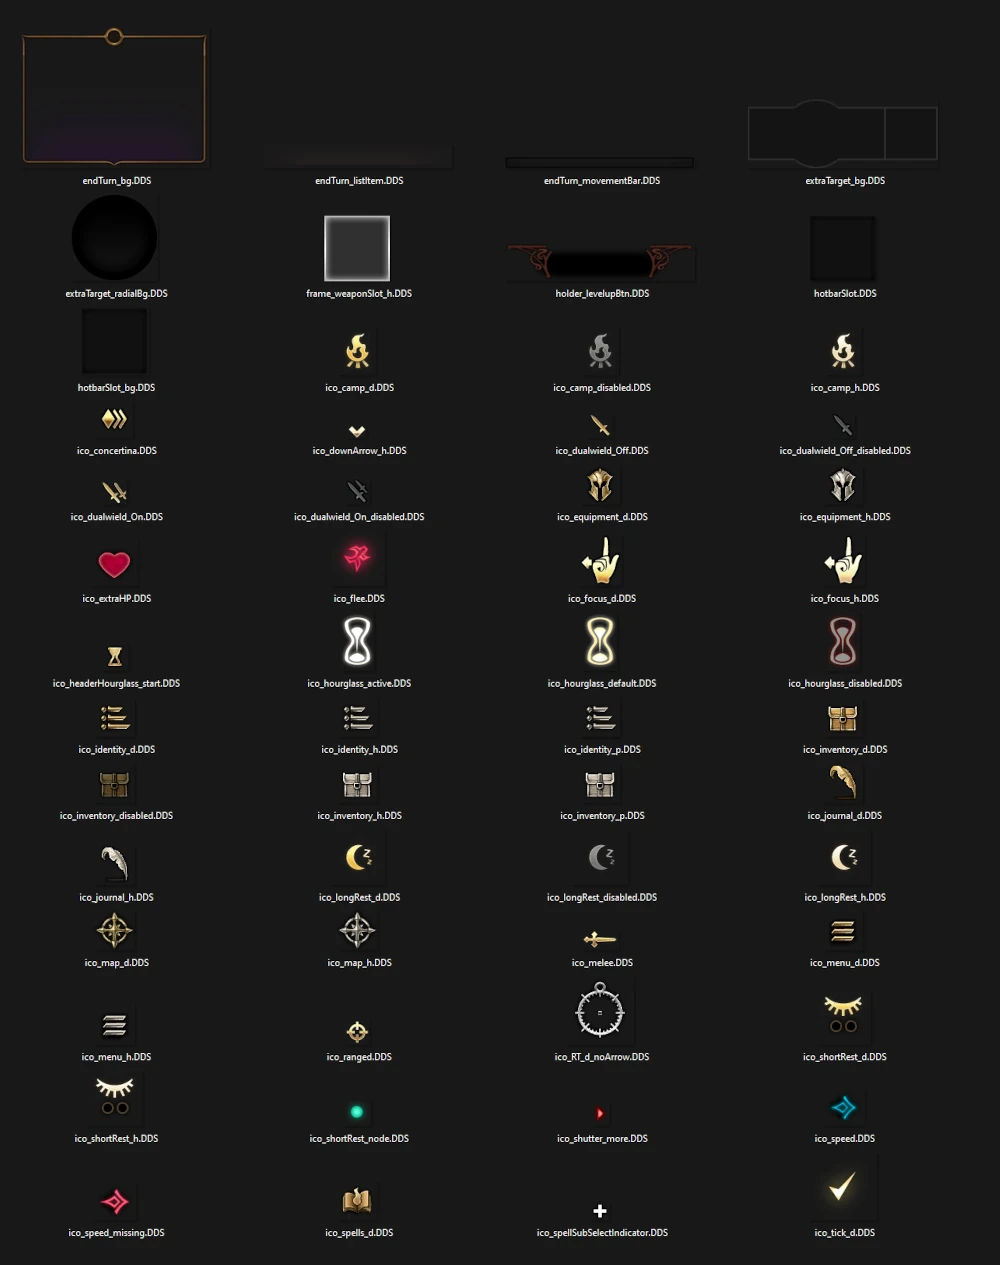 endTurn_bg.DDS
endTurn_listItem.DDS
endTurn_movementBar.DDS
extraTarget_bg.DDS
extraTarget_radialBg.DDS
frame_weaponSlot_h.DDS
holder_levelupBtn.DDS
hotbarSlot.DDS
hotbarSlot_bg.DDS
ico_camp_d.DDS
ico_camp_disabled.DDS
ico_camp_h.DDS
ico_concertina.DDS
ico_downArrow_h.DDS
ico_dualwield_Off.DDS
ico_dualwield_Off_disabled.DDS
ico_dualwield_On.DDS
ico_dualwield_On_disabled.DDS
ico_equipment_d.DDS
ico_equipment_h.DDS
ico_extraHP.DDS
ico_flee.DDS
ico_focus_d.DDS
ico_focus_h.DDS
ico_headerHourglass_start.DDS
ico_hourglass_active.DDS
ico_hourglass_default.DDS
ico_hourglass_disabled.DDS
ico_identity_d.DDS
ico_identity_h.DDS
ico_identity_p.DDS
ico_inventory_d.DDS
ico_inventory_disabled.DDS
ico_inventory_h.DDS
ico_inventory_p.DDS
ico_journal_d.DDS
ico_journal_h.DDS
ico_longRest_d.DDS
ico_longRest_disabled.DDS
ico_longRest_h.DDS
ico_map_d.DDS
ico_map_h.DDS
ico_melee.DDS
ico_menu_d.DDS
ico_menu_h.DDS
ico_ranged.DDS
ico_RT_d_noArrow.DDS
ico_shortRest_d.DDS
ico_shortRest_h.DDS
ico_shortRest_node.DDS
ico_shutter_more.DDS
ico_speed.DDS
ico_speed_missing.DDS
ico_spells_d.DDS
ico_spellSubSelectIndicator.DDS
ico_tick_d.DDS